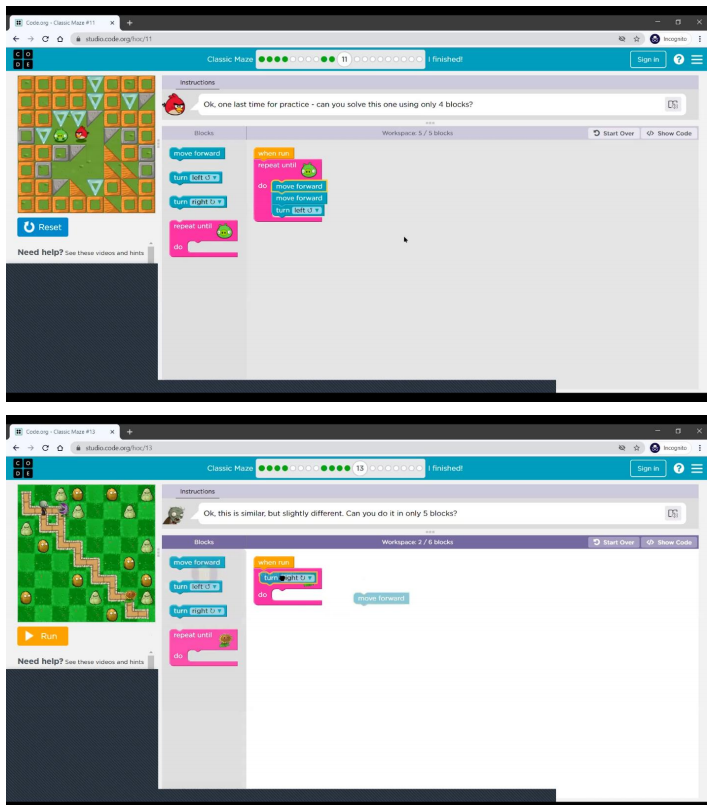 Code.org - Classic Maze #11
studio.code.org/hoc/11
Incognito
C O
D E
Classic Maze
11
I finished!
Sign in
?
Instructions
Ok, one last time for practice - can you solve this one using only 4 blocks?
Blocks
Workspace: 5 / 5 blocks
Start Over
</> Show Code
move forward
turn left
turn right
repeat until
do
when run
repeat until
do
move forward
move forward
turn left
Reset
Need help? See these videos and hints
Code.org - Classic Maze #13
studio.code.org/hoc/13
Incognito
C O
D E
Classic Maze
13
I finished!
Sign in
?
Instructions
Ok, this is similar, but slightly different. Can you do it in only 5 blocks?
Blocks
Workspace: 2 / 6 blocks
Start Over
</> Show Code
move forward
turn left
turn right
repeat until
do
when run
turn right
do
move forward
Run
Need help? See these videos and hints